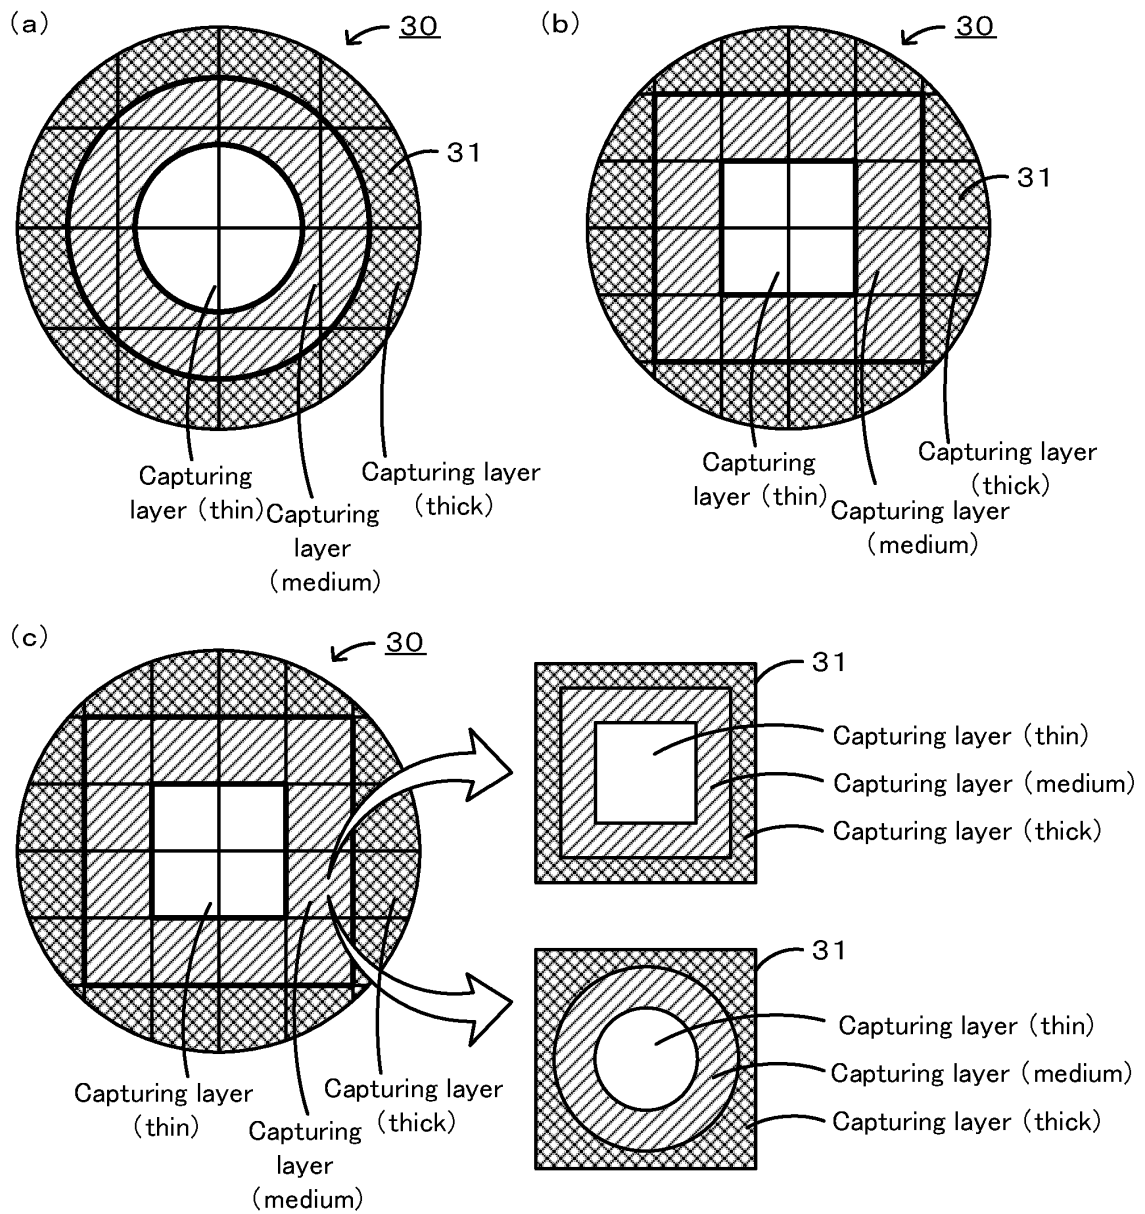 (a)
30
31
Capturing
layer (thin)
Capturing
layer
(medium)
Capturing layer
(thick)
(b)
30
31
Capturing
layer (thin)
Capturing layer
(medium)
Capturing layer
(thick)
(c)
30
Capturing layer
(thin)
Capturing
layer
(medium)
Capturing layer
(thick)
31
Capturing layer (thin)
Capturing layer (medium)
Capturing layer (thick)
31
Capturing layer (thin)
Capturing layer (medium)
Capturing layer (thick)